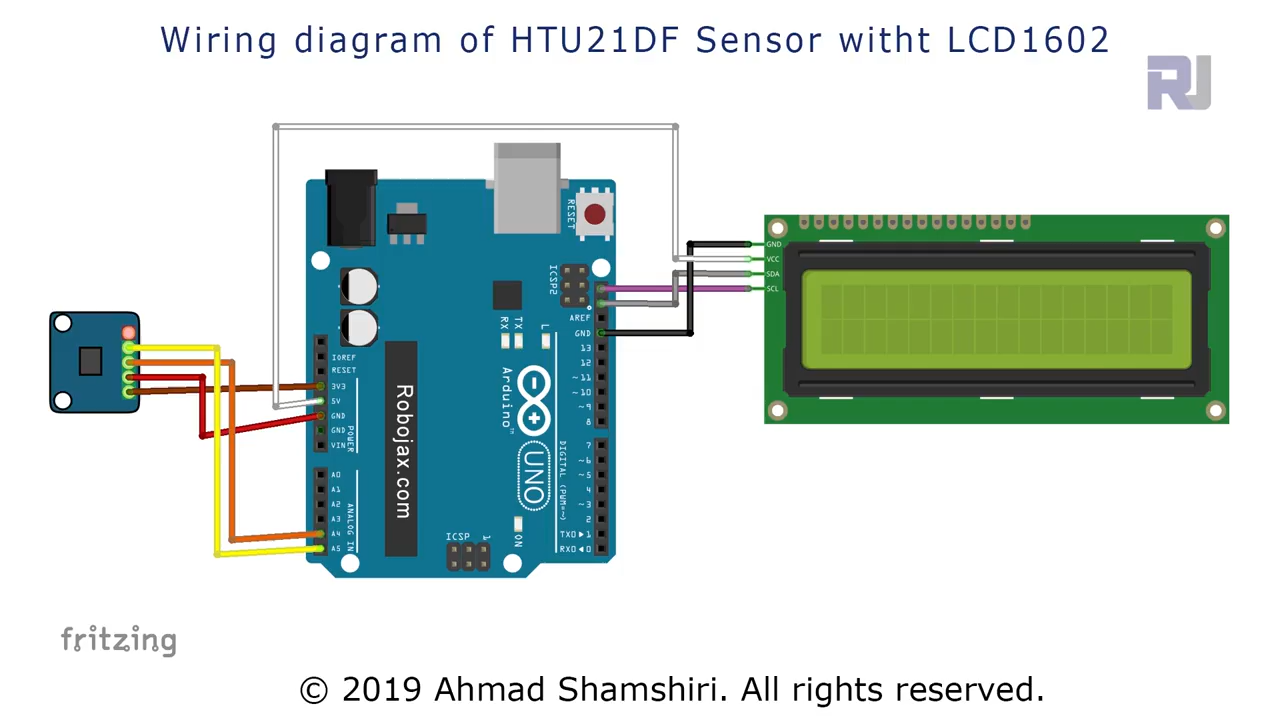 Wiring diagram of HTU21DF Sensor witht LCD1602
RJ
RESET
ICSP2
GND
VCC
SDA
SCL
AREF
GND
RX
TX
L
13
12
~11
~10
~9
8
IOREF
RESET
3V3
5V
GND
GND
VIN
POWER
Arduino™
UNO
Robojax.com
7
~6
~5
4
~3
2
TX0▶1
RX0◀0
DIGITAL (PWM=~)
A0
A1
A2
A3
A4
A5
ANALOG IN
ICSP
1
ON
fritzing
© 2019 Ahmad Shamshiri. All rights reserved.